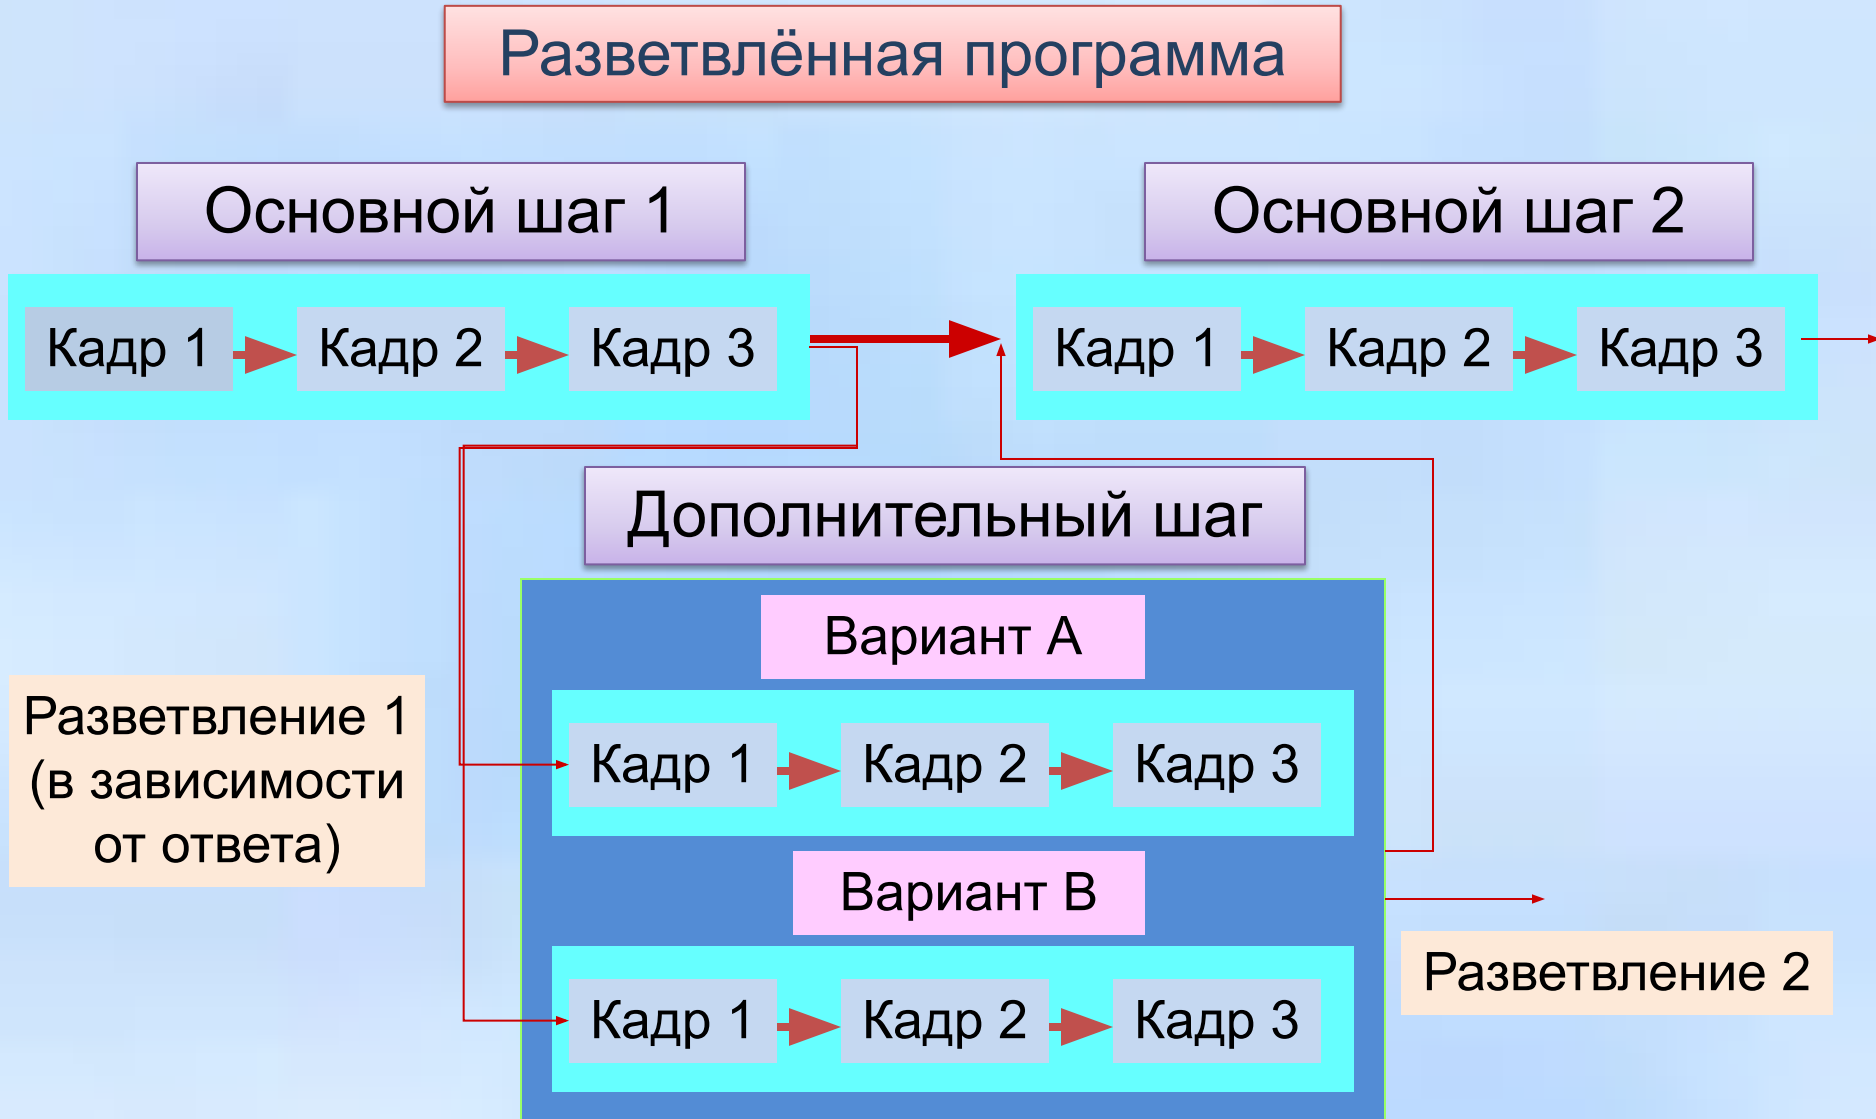 Разветвлённая программа
Основной шаг 1
Основной шаг 2
Кадр 1
Кадр 2
Кадр 3
Кадр 1
Кадр 2
Кадр 3
Дополнительный шаг
Вариант А
Разветвление 1
(в зависимости
от ответа)
Кадр 1
Кадр 2
Кадр 3
Вариант В
Разветвление 2
Кадр 1
Кадр 2
Кадр 3